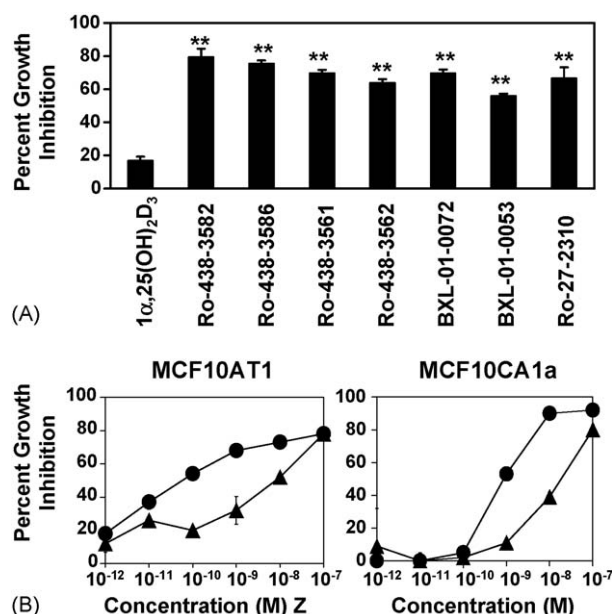 Percent Growth
Inhibition
100
80
60
40
20
0
** ** ** ** ** ** **
1α,25(OH)₂D₃
Ro-438-3582
Ro-438-3586
Ro-438-3561
Ro-438-3562
BXL-01-0072
BXL-01-0053
Ro-27-2310
(A)
MCF10AT1
MCF10CA1a
Percent Growth
Inhibition
100
80
60
40
20
0
10⁻¹² 10⁻¹¹ 10⁻¹⁰ 10⁻⁹ 10⁻⁸ 10⁻⁷
Concentration (M) Z
100
80
60
40
20
0
10⁻¹² 10⁻¹¹ 10⁻¹⁰ 10⁻⁹ 10⁻⁸ 10⁻⁷
Concentration (M)
(B)